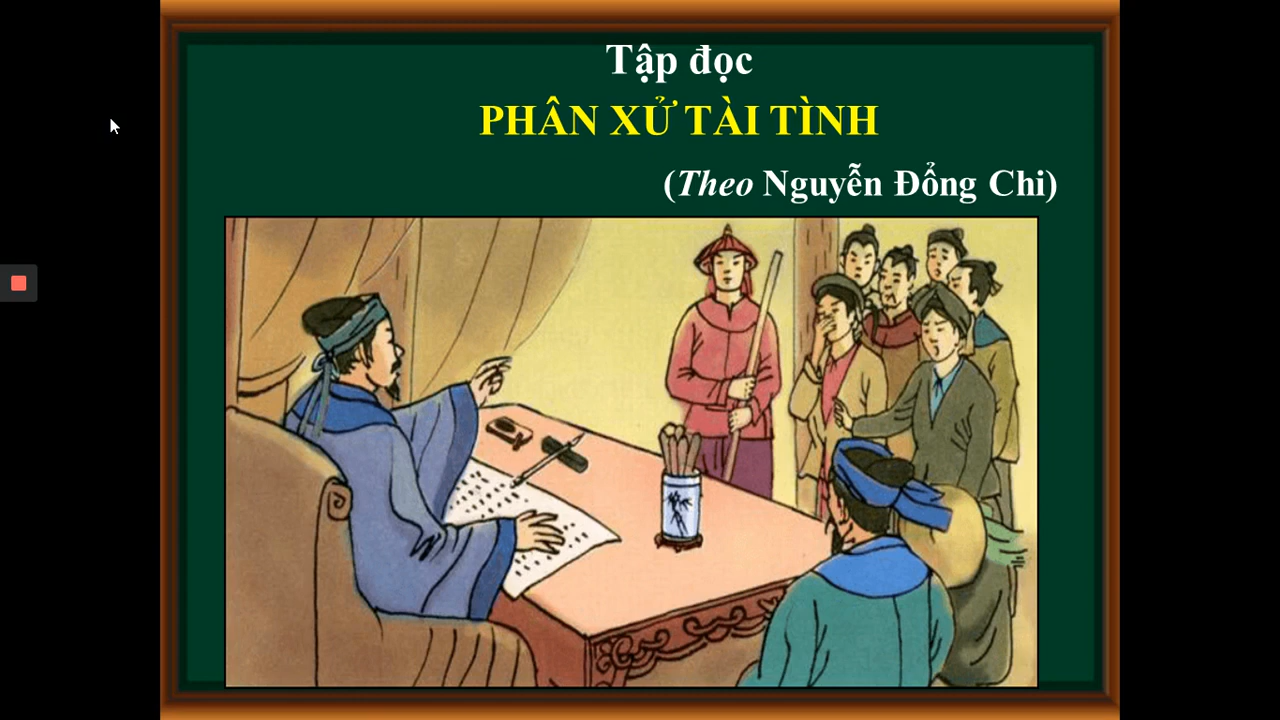 Tập đọc
PHÂN XỬ TÀI TÌNH
(Theo Nguyễn Đổng Chi)